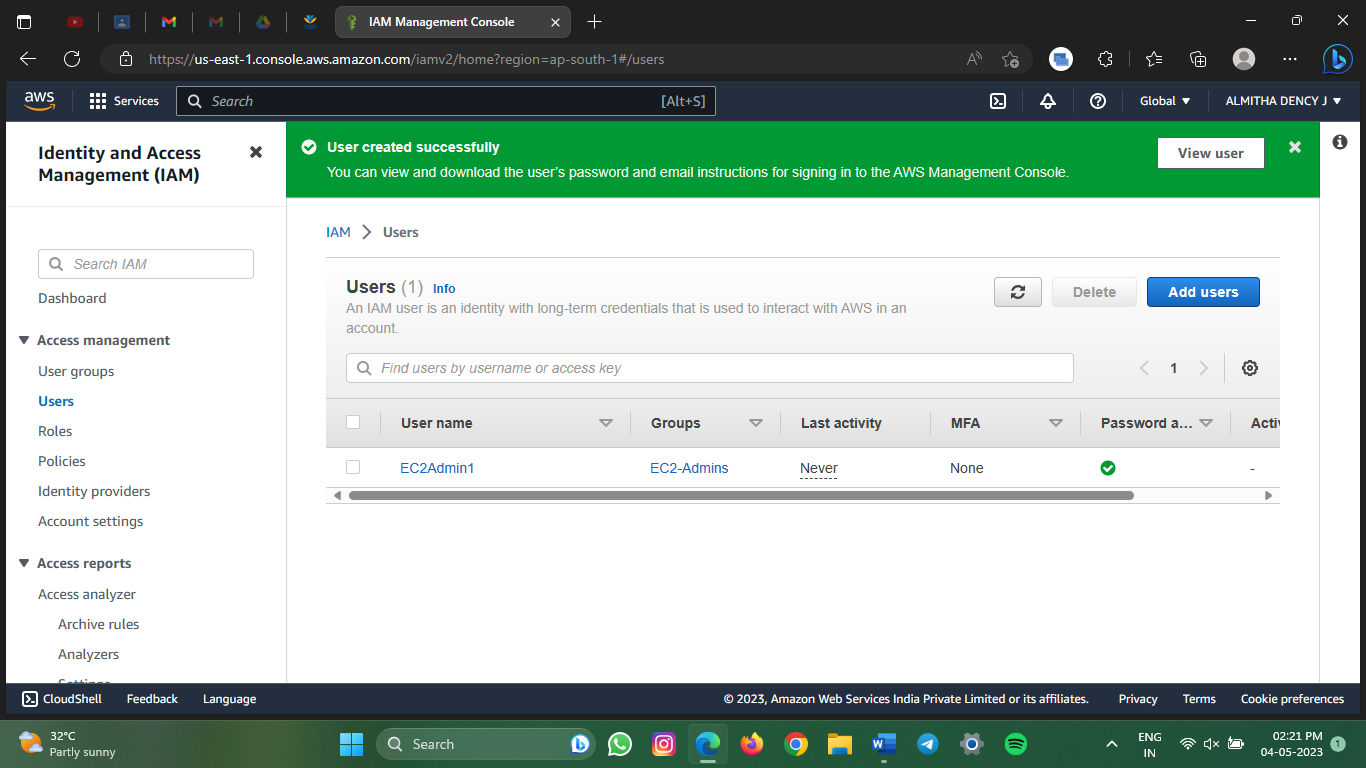 IAM Management Console
https://us-east-1.console.aws.amazon.com/iamv2/home?region=ap-south-1#/users
aws
Services
Search
[Alt+S]
Global
ALMITHA DENCY J
Identity and Access
Management (IAM)
Search IAM
Dashboard
Access management
User groups
Users
Roles
Policies
Identity providers
Account settings
Access reports
Access analyzer
Archive rules
Analyzers
Settings
User created successfully
You can view and download the user's password and email instructions for signing in to the AWS Management Console.
View user
IAM
Users
Users (1) Info
An IAM user is an identity with long-term credentials that is used to interact with AWS in an
account.
Delete
Add users
Find users by username or access key
1
User name
Groups
Last activity
MFA
Password a...
Activ
EC2Admin1
EC2-Admins
Never
None
-
CloudShell
Feedback
Language
© 2023, Amazon Web Services India Private Limited or its affiliates.
Privacy
Terms
Cookie preferences
32°C
Partly sunny
Search
ENG
IN
02:21 PM
04-05-2023
1